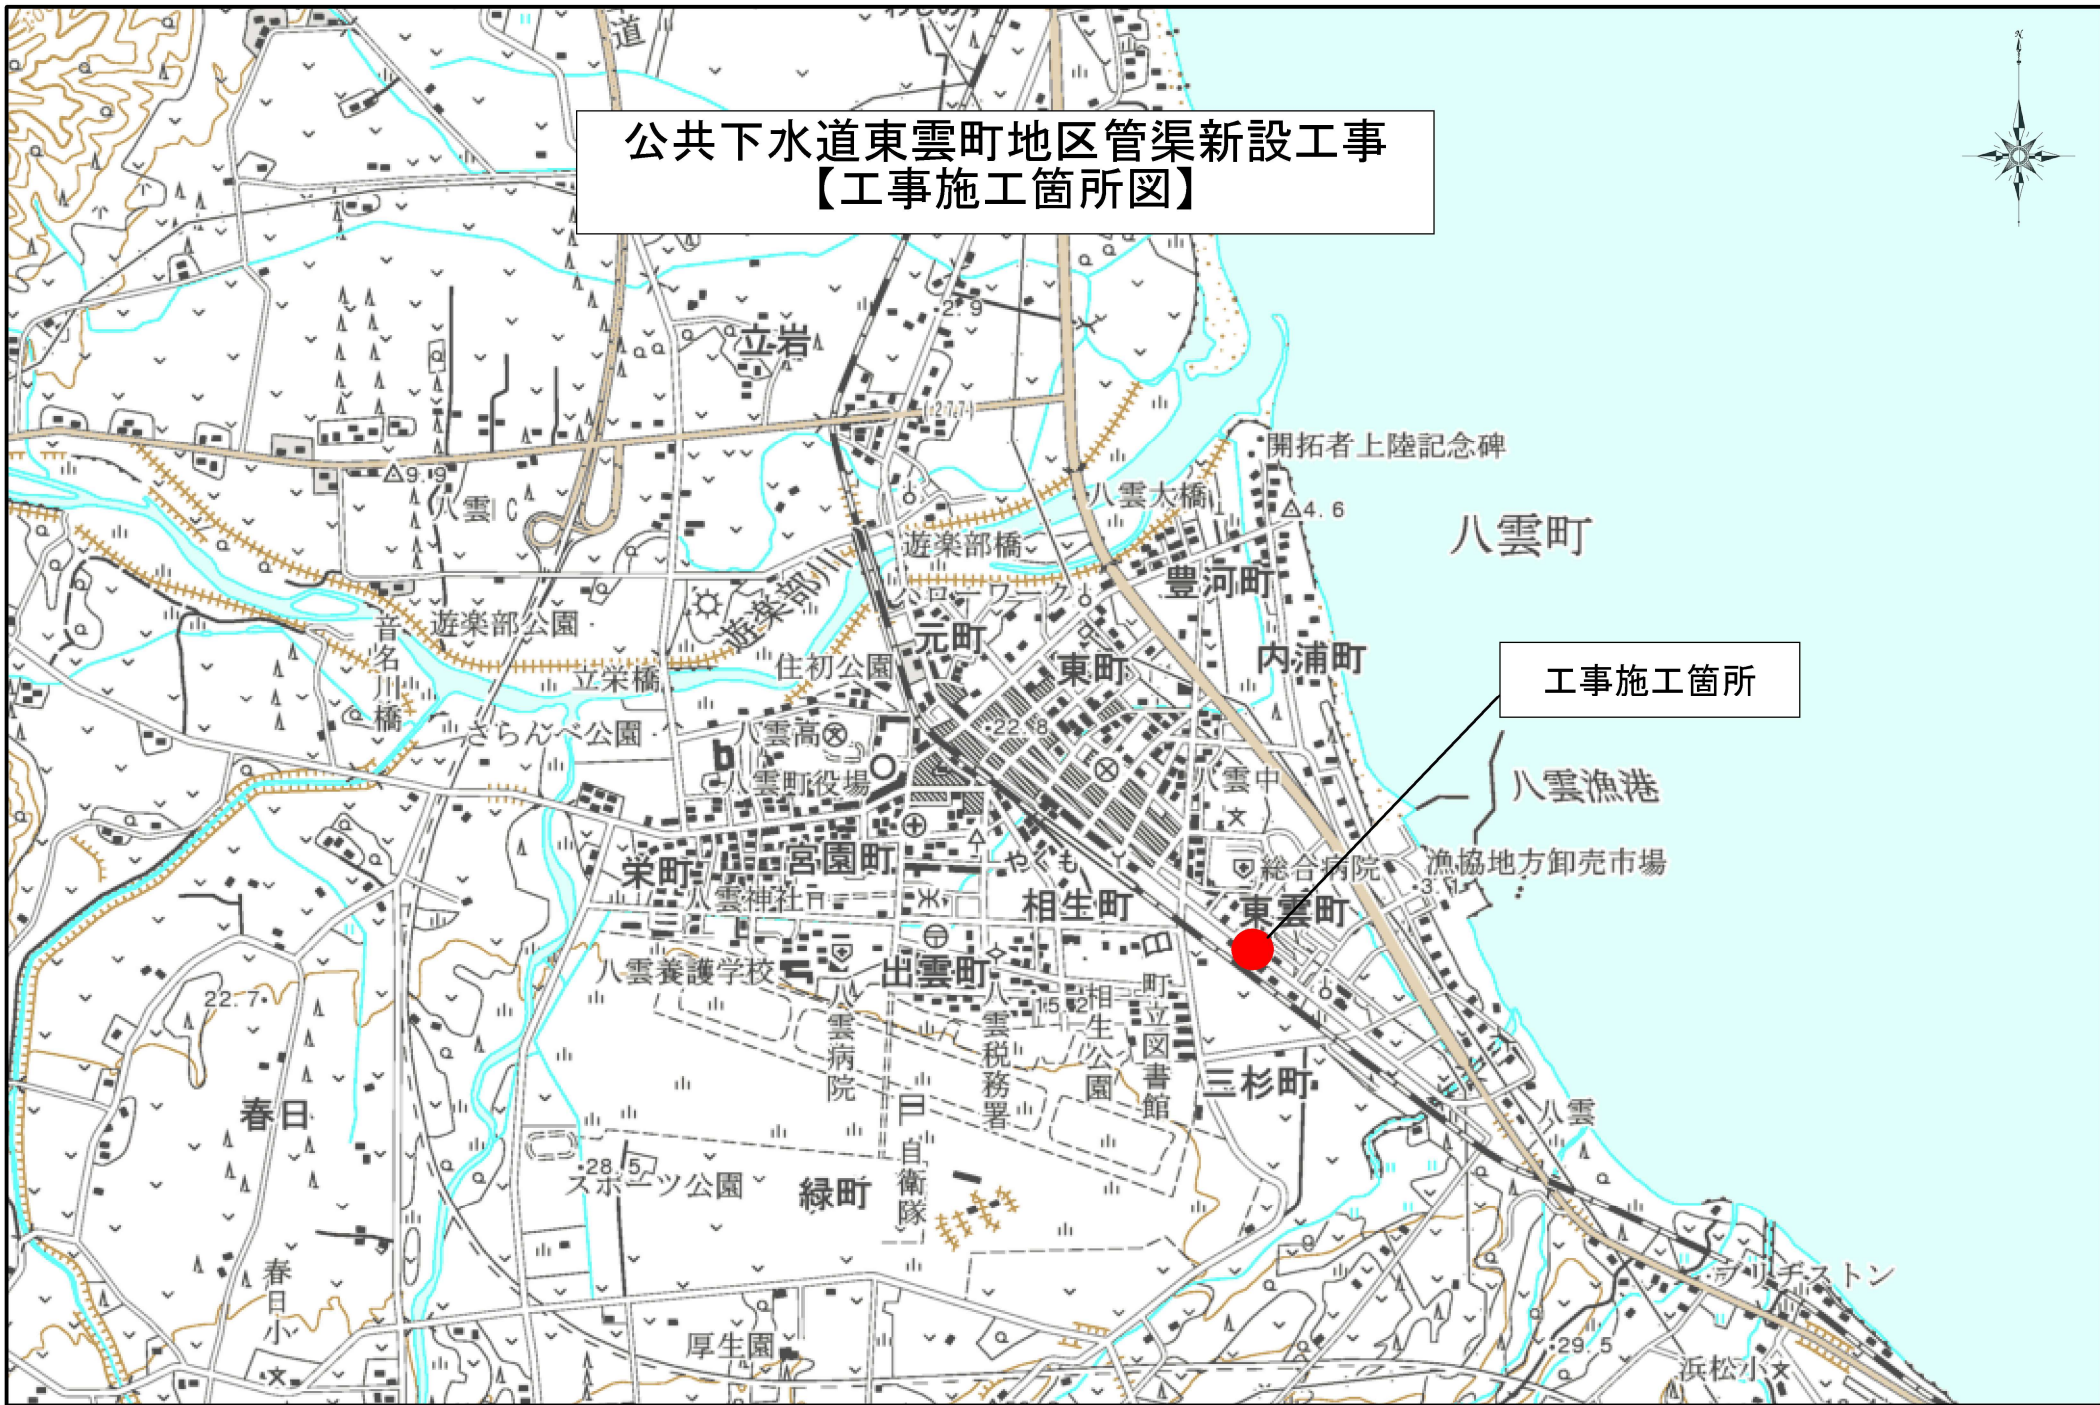 道
公共下水道東雲町地区管渠新設工事
【工事施工箇所図】
2.9
立岩
(277)
開拓者上陸記念碑
9.9
八雲IC
八雲大橋
4.6
八雲町
遊楽部橋
豊河町
ハローワーク
遊楽部川
遊楽部公園
音名川橋
元町
東町
内浦町
住初公園
立栄橋
工事施工箇所
さらんべ公園
八雲高
22.8
八雲町役場
八雲中
八雲漁港
栄町
宮園町
やくも
総合病院
漁協地方卸売市場
3.1
八雲神社
相生町
東雲町
八雲養護学校
出雲町
22.7
八雲病院
八雲税務署
15.2
相生公園
町立図書館
三杉町
春日
八雲
自衛隊
28.5
スポーツ公園
緑町
春日小
ブリヂストン
厚生園
29.5
浜松小